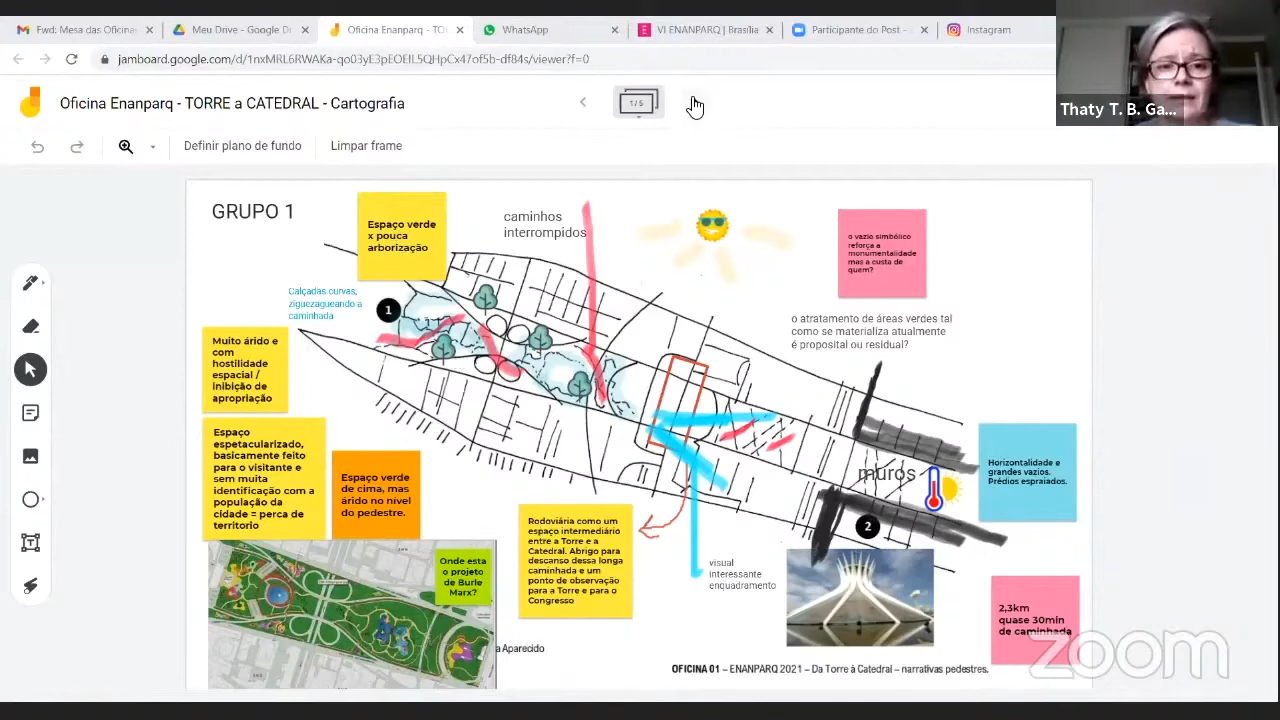 Fwd: Mesa da Oficina
Meu Drive - Google D
Oficina Enanparq - TO
WhatsApp
VI ENANPARQ | Brasília
Participante do Post -
Instagram
jamboard.google.com/d/1nxMRL6RWAKa-qo03yE3pEOEIL5QHpCx47of5b-df84s/viewer?f=0
Thaty T. B. Ga...
Oficina Enanparq - TORRE a CATEDRAL - Cartografia
1 / 5
Definir plano de fundo
Limpar frame
GRUPO 1
Espaço verde
x pouca
arborização
caminhos
interrompidos
o vazio simbólico
reforça a
monumentalidade
mas a custa de
quem?
Calçadas curvas,
ziguezagueando a
caminhada
1
o atratamento de áreas verdes tal
como se materializa atualmente
é proposital ou residual?
Muito árido e
com
hostilidade
espacial /
inibição de
apropriação
Espaço
espetacularizado,
basicamente feito
para o visitante e
sem muita
identificação com a
população da
cidade = perca de
territorio
Espaço verde
de cima, mas
árido no nível
do pedestre.
muros
Horizontalidade e
grandes vazios.
Prédios espraiados.
2
Rodoviária como um
espaço intermediário
entre a Torre e a
Catedral. Abrigo para
descanso dessa longa
caminhada e um
ponto de observação
para a Torre e para o
Congresso
Onde esta
o projeto
de Burle
Marx?
visual
interessante
enquadramento
2,3km
quase 30min
de caminhada
a Aparecido
OFICINA 01 – ENANPARQ 2021 – Da Torre à Catedral – narrativas pedestres.
zoom